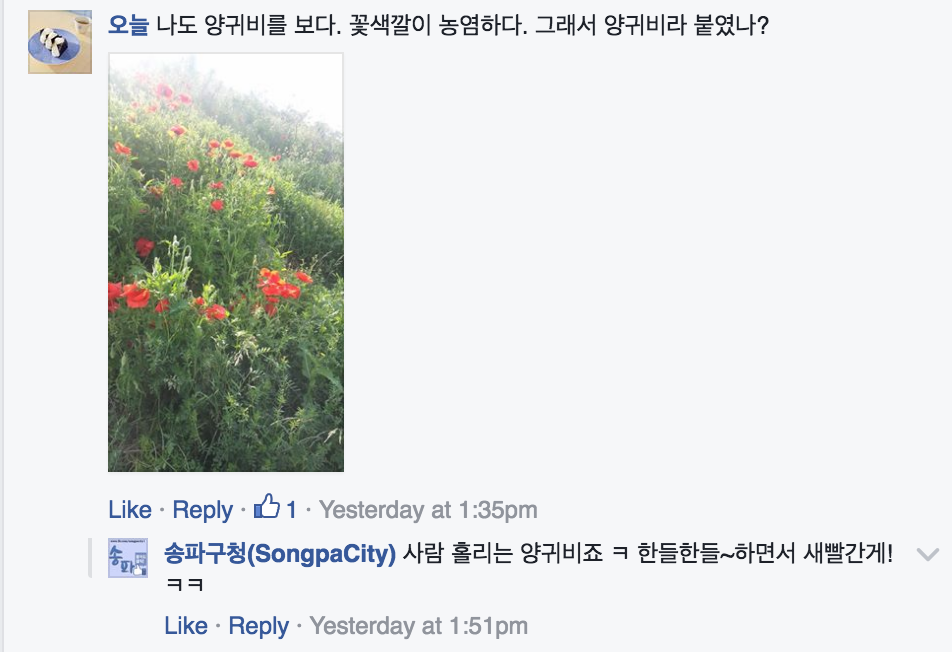 오늘 나도 양귀비를 보다. 꽃색깔이 농염하다. 그래서 양귀비라 붙였나?
Like · Reply · 1 · Yesterday at 1:35pm
송파구청(SongpaCity) 사람 홀리는 양귀비죠 ㅋ 한들한들~하면서 새빨간게!
ㅋㅋ
Like · Reply · Yesterday at 1:51pm
송파